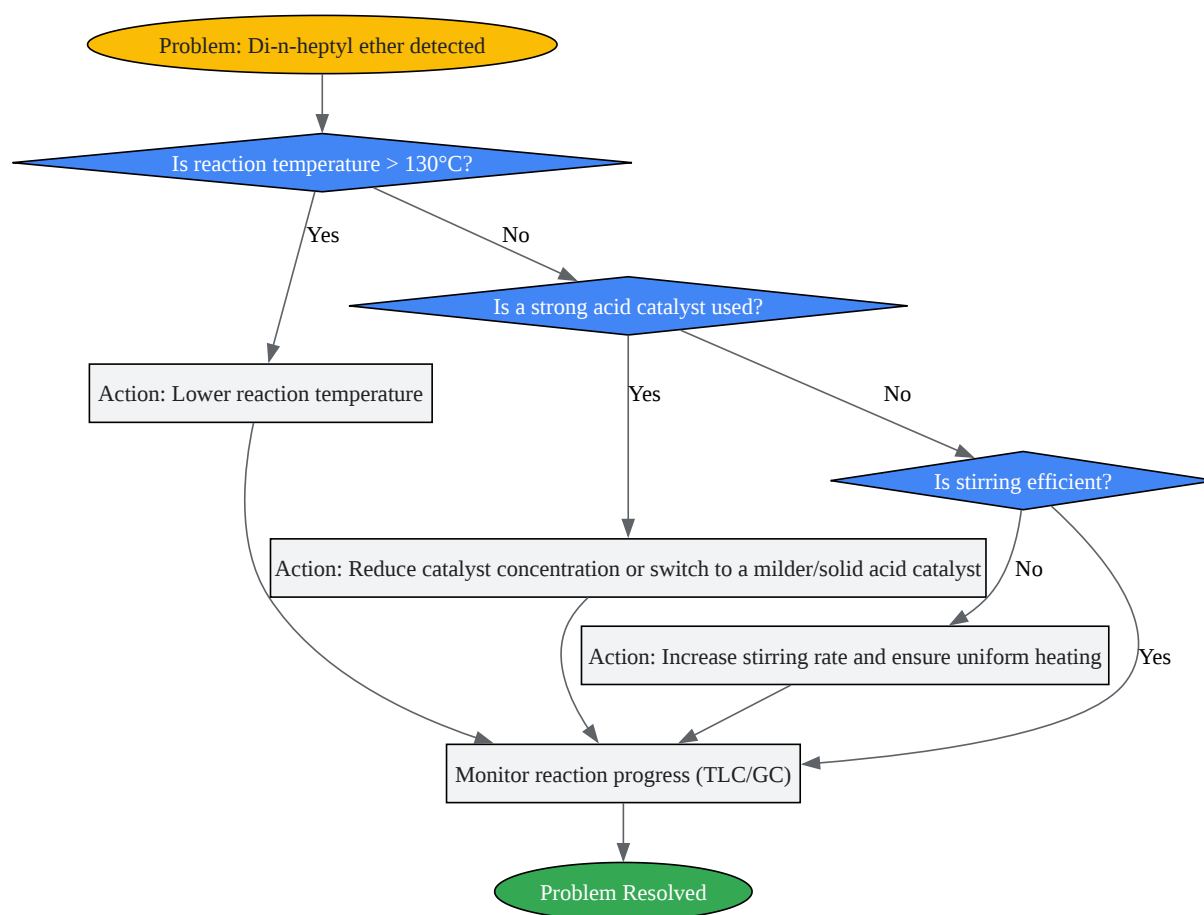 Problem: Di-n-heptyl ether detected
Is reaction temperature > 130°C?
Yes
No
Is a strong acid catalyst used?
Action: Lower reaction temperature
Yes
No
Is stirring efficient?
Action: Reduce catalyst concentration or switch to a milder/solid acid catalyst
No
Action: Increase stirring rate and ensure uniform heating
Yes
Monitor reaction progress (TLC/GC)
Problem Resolved